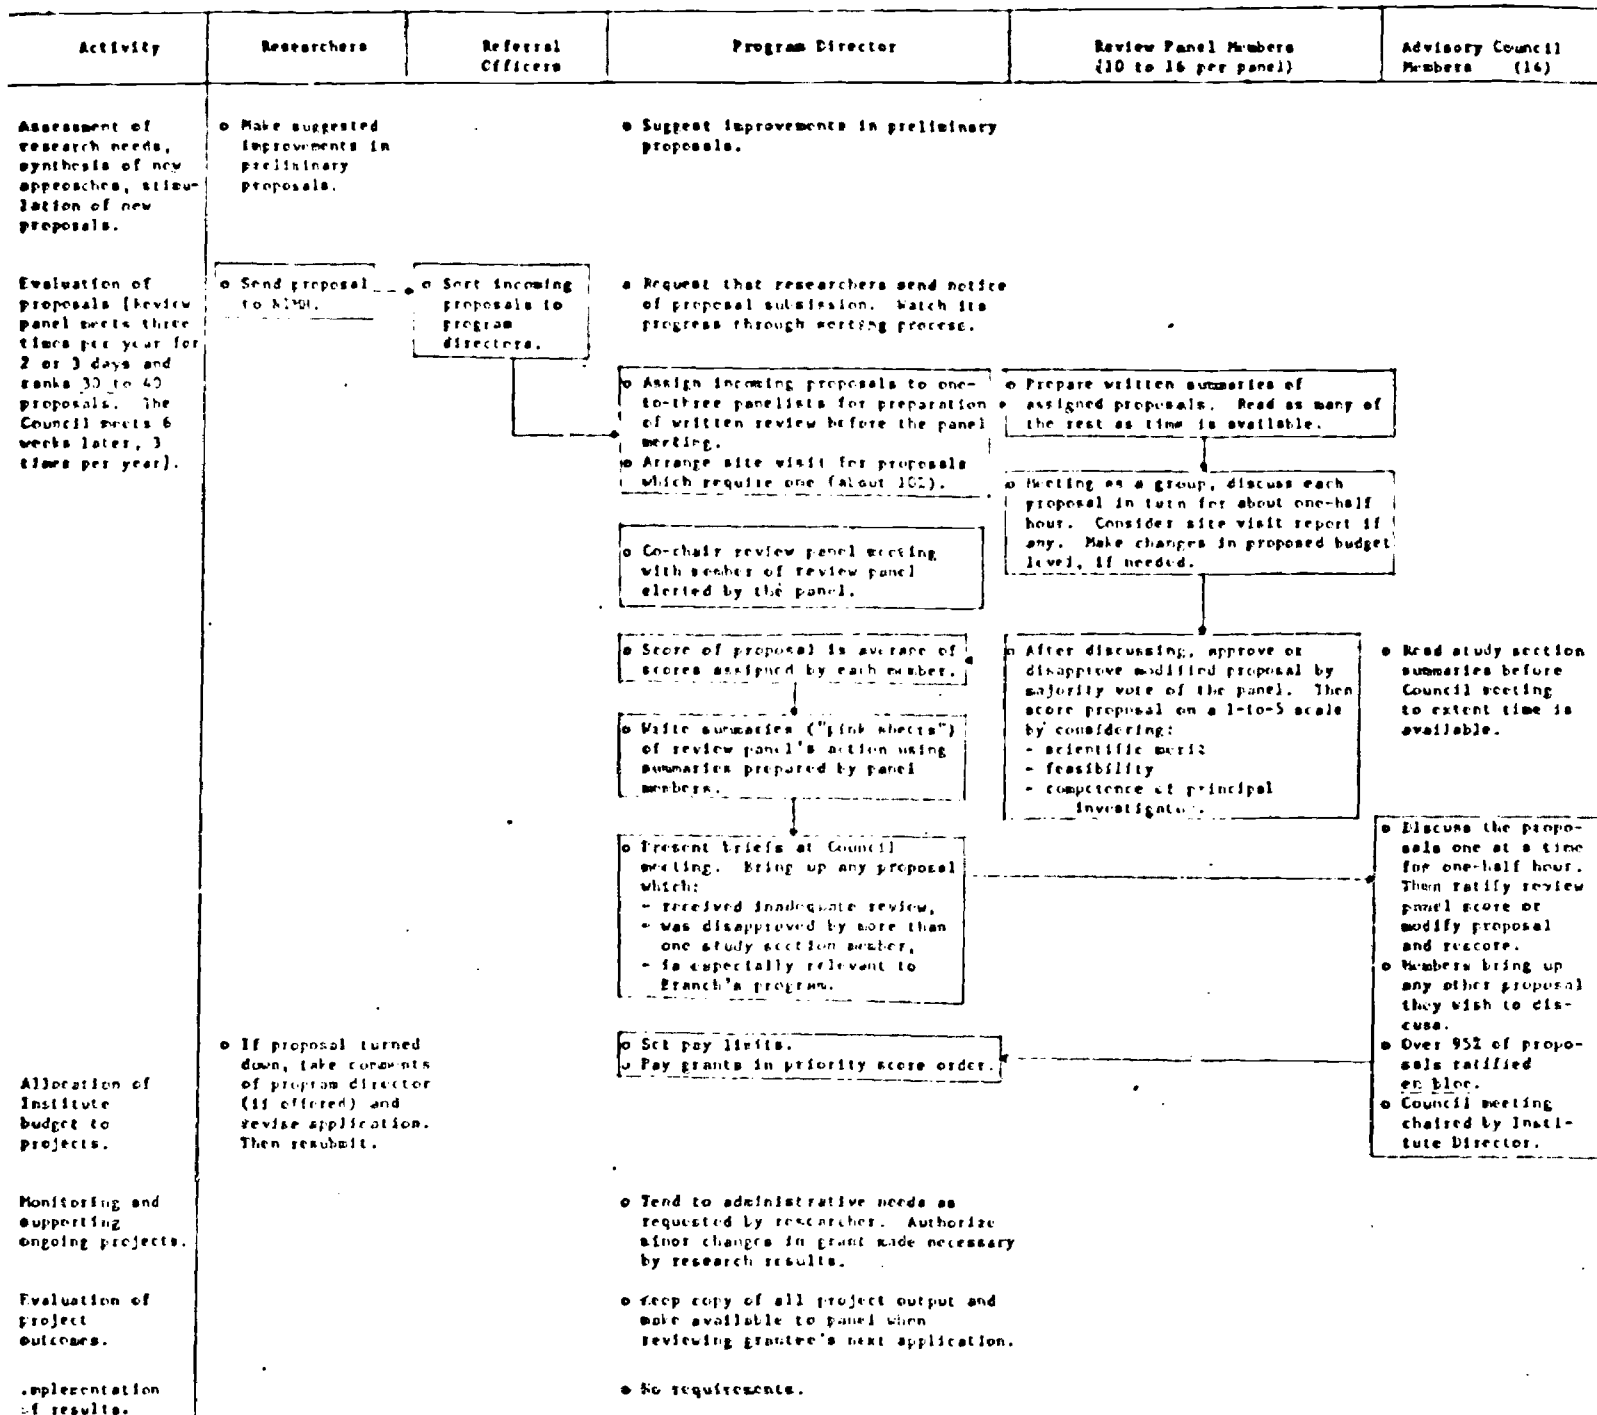 Activity
Researchers
Referral
Officers
Program Director
Review Panel Members
(10 to 16 per panel)
Advisory Council
Members (16)
Assessment of
research needs,
synthesis of new
approaches, stimu-
lation of new
proposals.
o Make suggested
improvements in
preliminary
proposals.
o Suggest improvements in preliminary
proposals.
Evaluation of
proposals (Review
panel meets three
times per year for
2 or 3 days and
ranks 30 to 40
proposals. The
Council meets 6
weeks later, 3
times per year).
o Send proposal
to NIMH.
o Sort incoming
proposals to
program
directors.
o Request that researchers send notice
of proposal submission. Watch its
progress through sorting process.
o Assign incoming proposals to one-
to-three panelists for preparation
of written review before the panel
meeting.
o Arrange site visit for proposals
which require one (about 10%).
o Co-chair review panel meeting
with member of review panel
elected by the panel.
o Score of proposal is average of
scores assigned by each member.
o Write summaries ("pink sheets")
of review panel's action using
summaries prepared by panel
members.
o Present briefs at Council
meeting. Bring up any proposal
which:
- received inadequate review,
- was disapproved by more than
one study section member,
- is especially relevant to
Branch's program.
o Prepare written summaries of
assigned proposals. Read as many of
the rest as time is available.
o Meeting as a group, discuss each
proposal in turn for about one-half
hour. Consider site visit report if
any. Make changes in proposed budget
level, if needed.
o After discussing, approve or
disapprove modified proposal by
majority vote of the panel. Then
score proposal on a 1-to-5 scale
by considering:
- scientific merit
- feasibility
- competence of principal
investigator.
o Read study section
summaries before
Council meeting
to extent time is
available.
o Discuss the propo-
sals one at a time
for one-half hour.
Then ratify review
panel score or
modify proposal
and rescore.
o Members bring up
any other proposal
they wish to dis-
cuss.
o Over 95% of propo-
sals ratified
en bloc.
o Council meeting
chaired by Insti-
tute Director.
Allocation of
Institute
budget to
projects.
o If proposal turned
down, take comments
of program director
(if offered) and
revise application.
Then resubmit.
o Set pay limits.
o Pay grants in priority score order.
Monitoring and
supporting
ongoing projects.
o Tend to administrative needs as
requested by researcher. Authorize
minor changes in grant made necessary
by research results.
Evaluation of
project
outcomes.
o Keep copy of all project output and
make available to panel when
reviewing grantee's next application.
.mplementation
of results.
o No requirements.